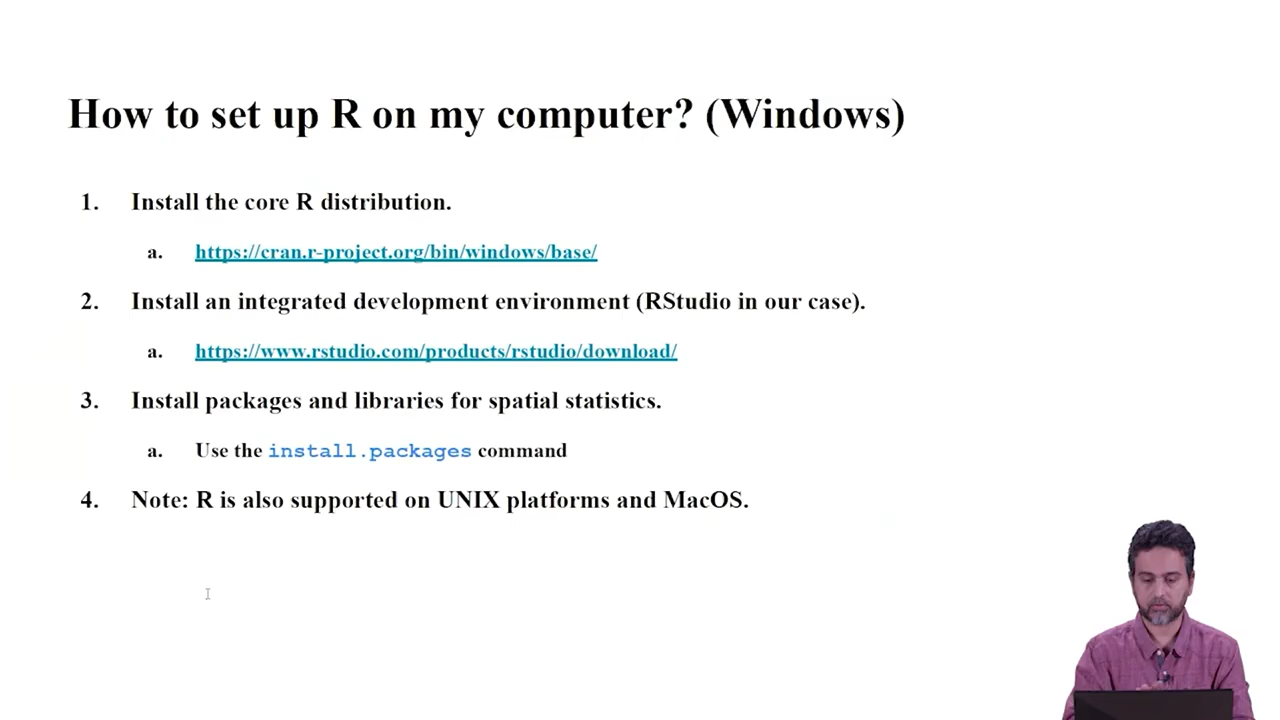 How to set up R on my computer? (Windows)
1. Install the core R distribution.
a. https://cran.r-project.org/bin/windows/base/
2. Install an integrated development environment (RStudio in our case).
a. https://www.rstudio.com/products/rstudio/download/
3. Install packages and libraries for spatial statistics.
a. Use the install.packages command
4. Note: R is also supported on UNIX platforms and MacOS.